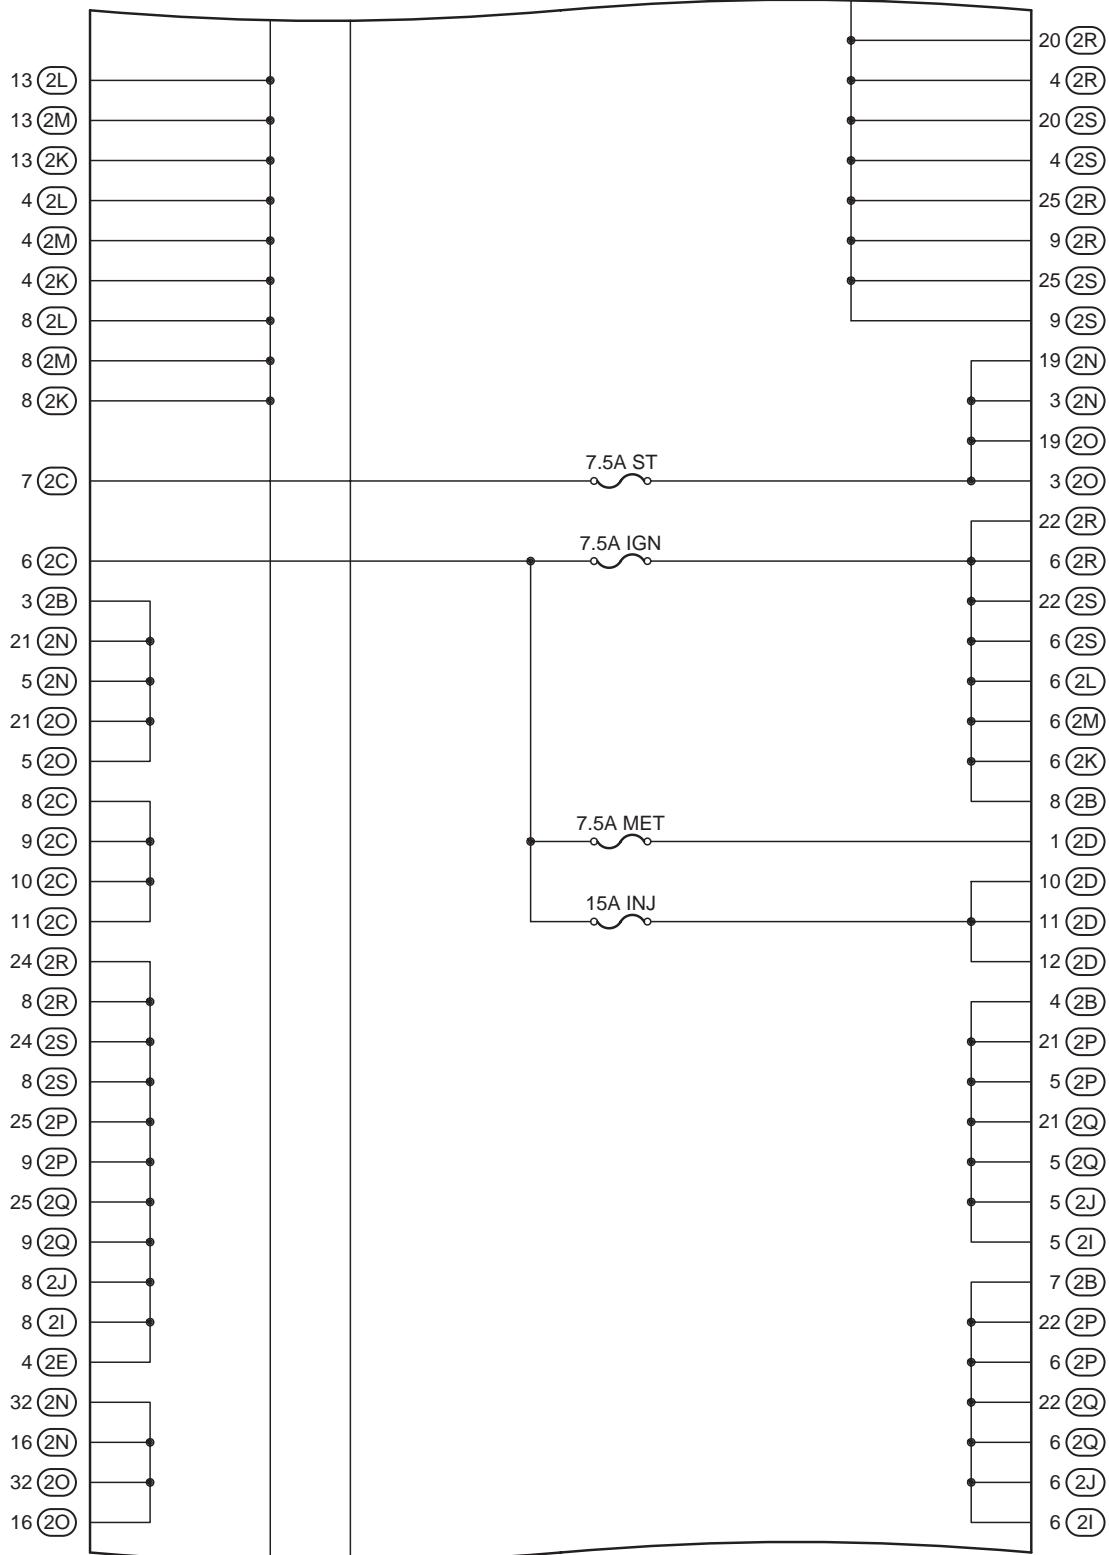 20 2R
13 2L
4 2R
13 2M
20 2S
13 2K
4 2S
4 2L
25 2R
4 2M
9 2R
4 2K
25 2S
8 2L
9 2S
8 2M
19 2N
8 2K
3 2N
19 2O
7 2C
7.5A ST
3 2O
22 2R
6 2C
7.5A IGN
6 2R
3 2B
22 2S
21 2N
6 2S
5 2N
6 2L
21 2O
6 2M
5 2O
6 2K
8 2C
8 2B
9 2C
7.5A MET
1 2D
10 2C
10 2D
11 2C
15A INJ
11 2D
24 2R
12 2D
8 2R
4 2B
24 2S
21 2P
8 2S
5 2P
25 2P
21 2Q
9 2P
5 2Q
25 2Q
5 2J
9 2Q
5 2I
8 2J
7 2B
8 2I
22 2P
4 2E
6 2P
32 2N
22 2Q
16 2N
6 2Q
32 2O
6 2J
16 2O
6 2I